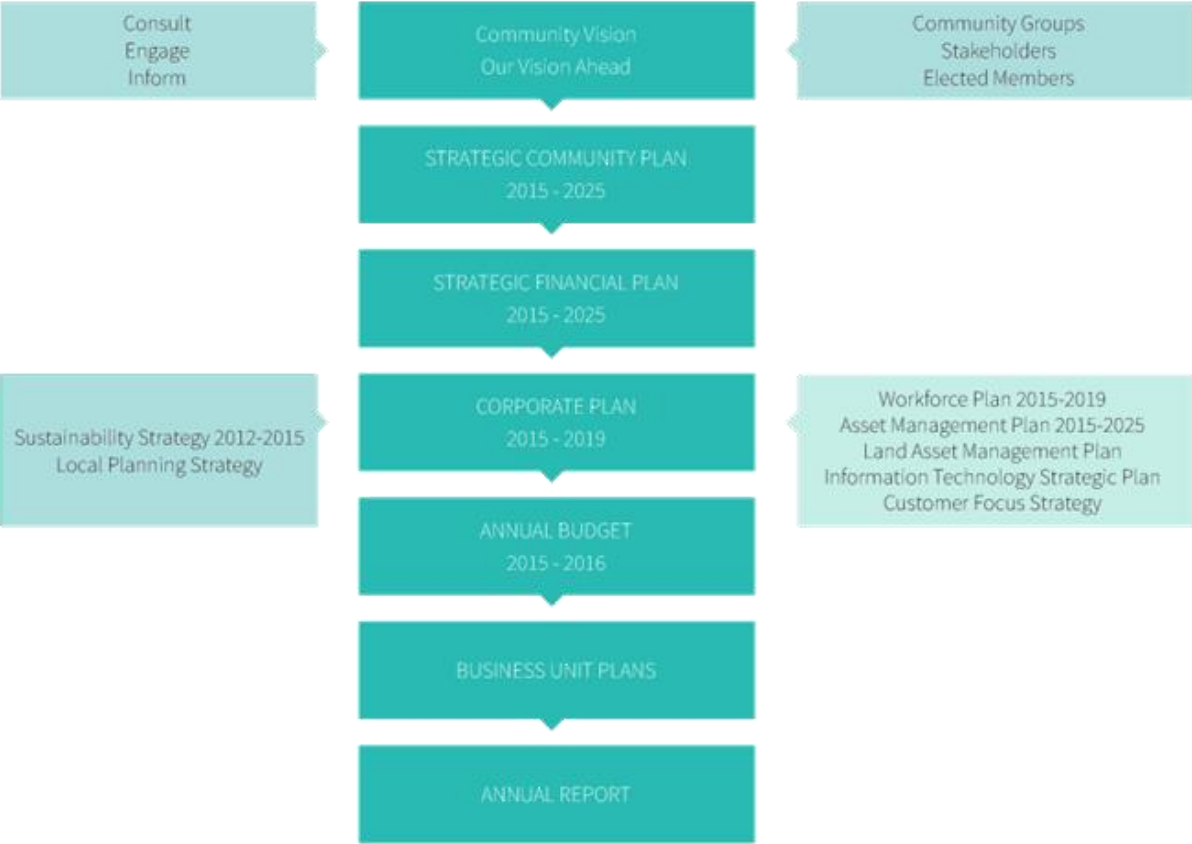 Consult
Engage
Inform
Community Vision
Our Vision Ahead
Community Groups
Stakeholders
Elected Members
STRATEGIC COMMUNITY PLAN
2015 - 2025
STRATEGIC FINANCIAL PLAN
2015 - 2025
Sustainability Strategy 2012-2015
Local Planning Strategy
CORPORATE PLAN
2015 - 2019
Workforce Plan 2015-2019
Asset Management Plan 2015-2025
Land Asset Management Plan
Information Technology Strategic Plan
Customer Focus Strategy
ANNUAL BUDGET
2015 - 2016
BUSINESS UNIT PLANS
ANNUAL REPORT